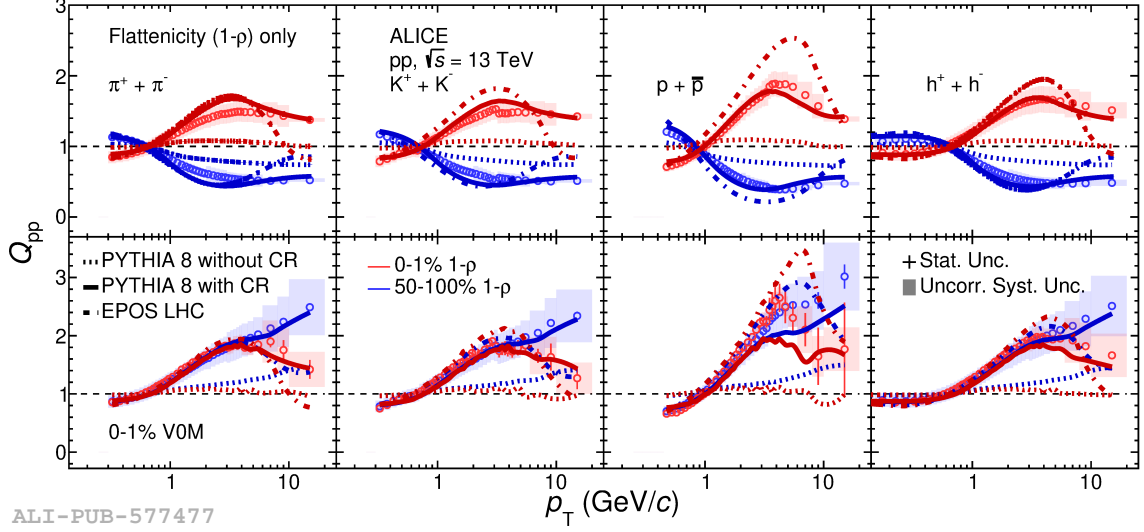 Flattenicity (1-ρ) only
π⁺ + π⁻
ALICE
pp, √s = 13 TeV
K⁺ + K⁻
p + p̅
h⁺ + h⁻
3
2
1
0
Q_pp
PYTHIA 8 without CR
PYTHIA 8 with CR
EPOS LHC
0-1% 1-ρ
50-100% 1-ρ
Stat. Unc.
Uncorr. Syst. Unc.
3
2
1
0
0-1% V0M
1 10 1 10 1 10 1 10
p_T (GeV/c)
ALI-PUB-577477